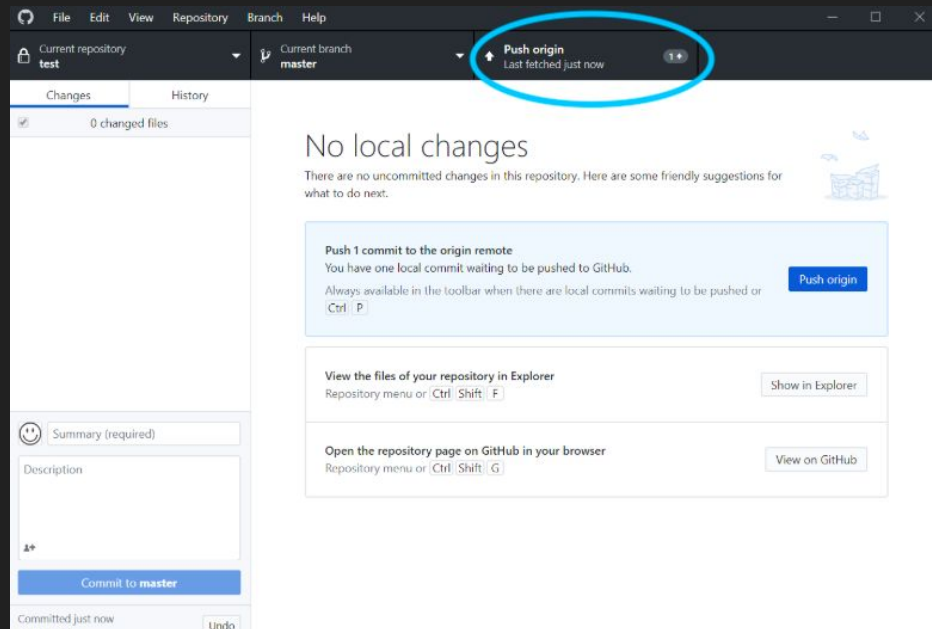 File Edit View Repository Branch Help
Current repository
test
Current branch
master
Push origin
Last fetched just now
1
Changes History
0 changed files
No local changes
There are no uncommitted changes in this repository. Here are some friendly suggestions for
what to do next.
Push 1 commit to the origin remote
You have one local commit waiting to be pushed to GitHub.
Always available in the toolbar when there are local commits waiting to be pushed or
Ctrl P
Push origin
View the files of your repository in Explorer
Repository menu or Ctrl Shift F
Show in Explorer
Open the repository page on GitHub in your browser
Repository menu or Ctrl Shift G
View on GitHub
Summary (required)
Description
Commit to master
Committed just now
Undo